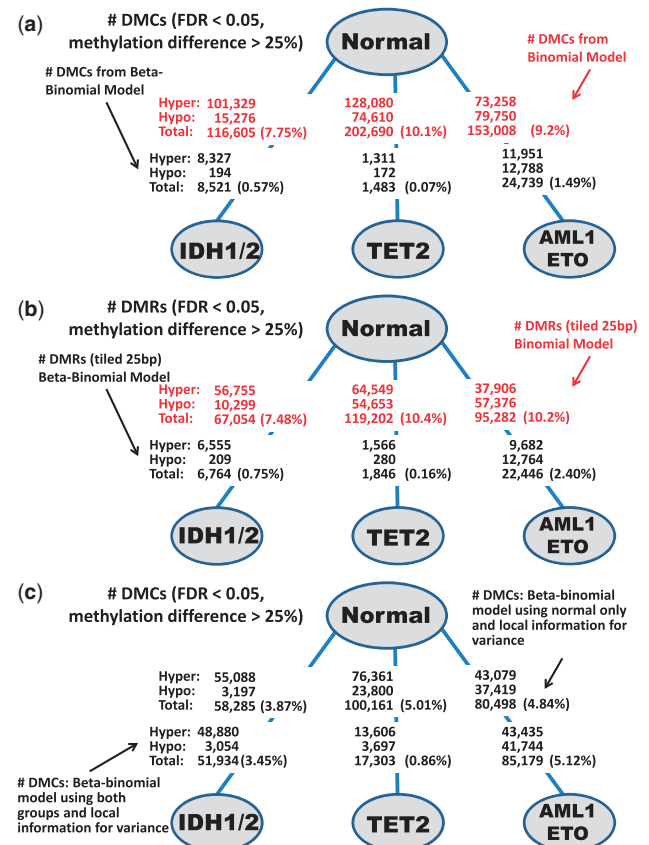 (a)
# DMCs (FDR < 0.05,
methylation difference > 25%)
Normal
# DMCs from
Binomial Model
# DMCs from Beta-
Binomial Model
Hyper: 101,329 128,080 73,258
Hypo: 15,276 74,610 79,750
Total: 116,605 (7.75%) 202,690 (10.1%) 153,008 (9.2%)
Hyper: 8,327 1,311 11,951
Hypo: 194 172 12,788
Total: 8,521 (0.57%) 1,483 (0.07%) 24,739 (1.49%)
IDH1/2 TET2 AML1
ETO
(b)
# DMRs (FDR < 0.05,
methylation difference > 25%)
Normal
# DMRs (tiled 25bp)
Binomial Model
# DMRs (tiled 25bp)
Beta-Binomial Model
Hyper: 56,755 64,549 37,906
Hypo: 10,299 54,653 57,376
Total: 67,054 (7.48%) 119,202 (10.4%) 95,282 (10.2%)
Hyper: 6,555 1,566 9,682
Hypo: 209 280 12,764
Total: 6,764 (0.75%) 1,846 (0.16%) 22,446 (2.40%)
IDH1/2 TET2 AML1
ETO
(c)
# DMCs (FDR < 0.05,
methylation difference > 25%)
Normal
# DMCs: Beta-binomial
model using normal only
and local information for
variance
Hyper: 55,088 76,361 43,079
Hypo: 3,197 23,800 37,419
Total: 58,285 (3.87%) 100,161 (5.01%) 80,498 (4.84%)
Hyper: 48,880 13,606 43,435
Hypo: 3,054 3,697 41,744
Total: 51,934(3.45%) 17,303 (0.86%) 85,179 (5.12%)
# DMCs: Beta-binomial
model using both
groups and local
information for variance
IDH1/2 TET2 AML1
ETO